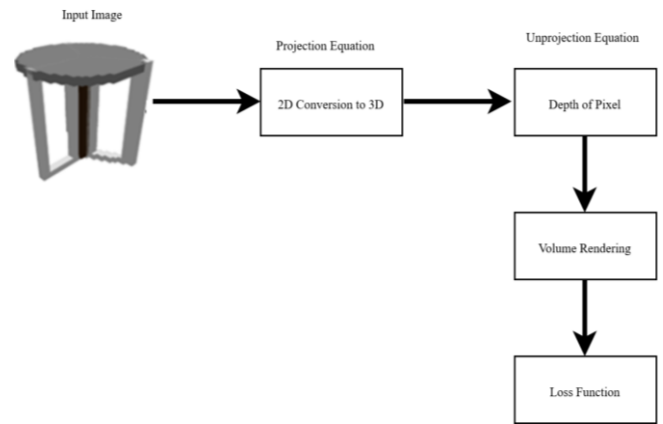 Input Image
Projection Equation
Unprojection Equation
2D Conversion to 3D
Depth of Pixel
Volume Rendering
Loss Function